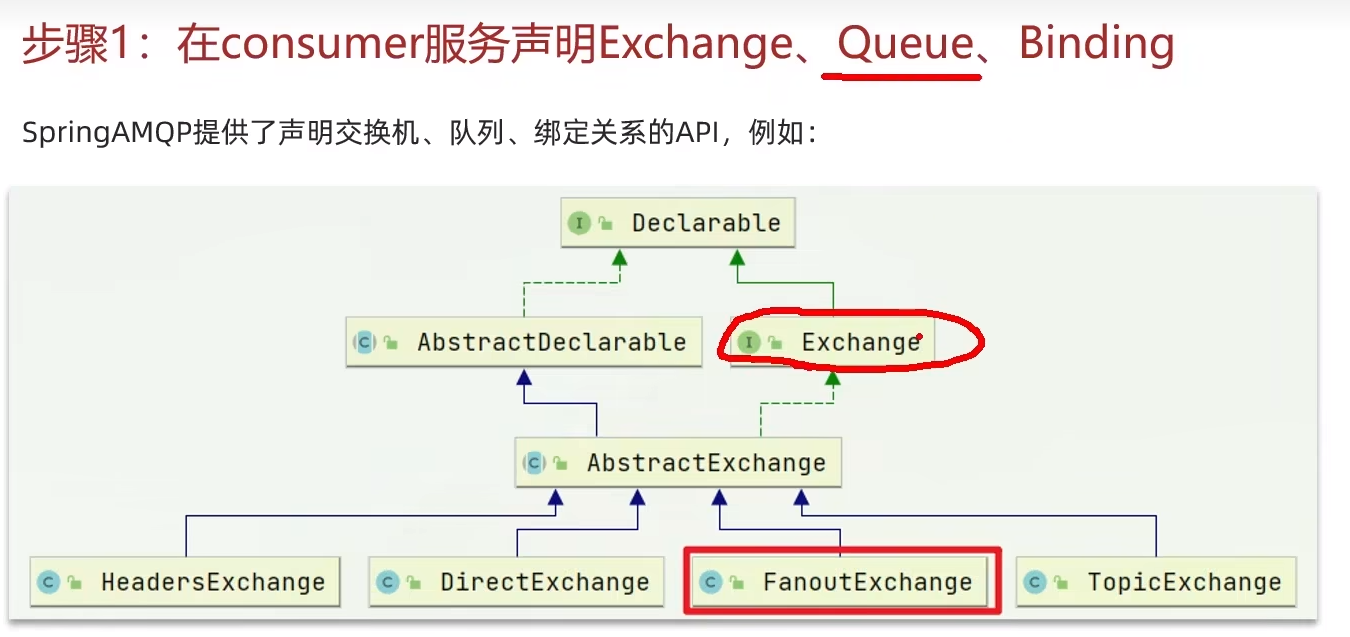 步骤1：在consumer服务声明Exchange、Queue、Binding
SpringAMQP提供了声明交换机、队列、绑定关系的API，例如：
I Declarable
C AbstractDeclarable
I Exchange
C AbstractExchange
C HeadersExchange
C DirectExchange
C FanoutExchange
C TopicExchange